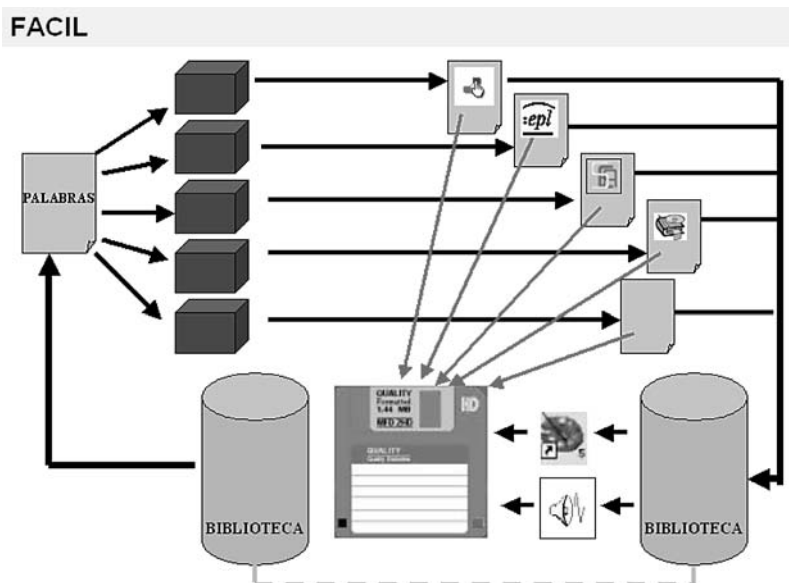 FACIL
:epl
PALABRAS
QUALITY
Formatted
1.44 MB
MFD 2HD
HD
QUALITY
5
BIBLIOTECA
BIBLIOTECA